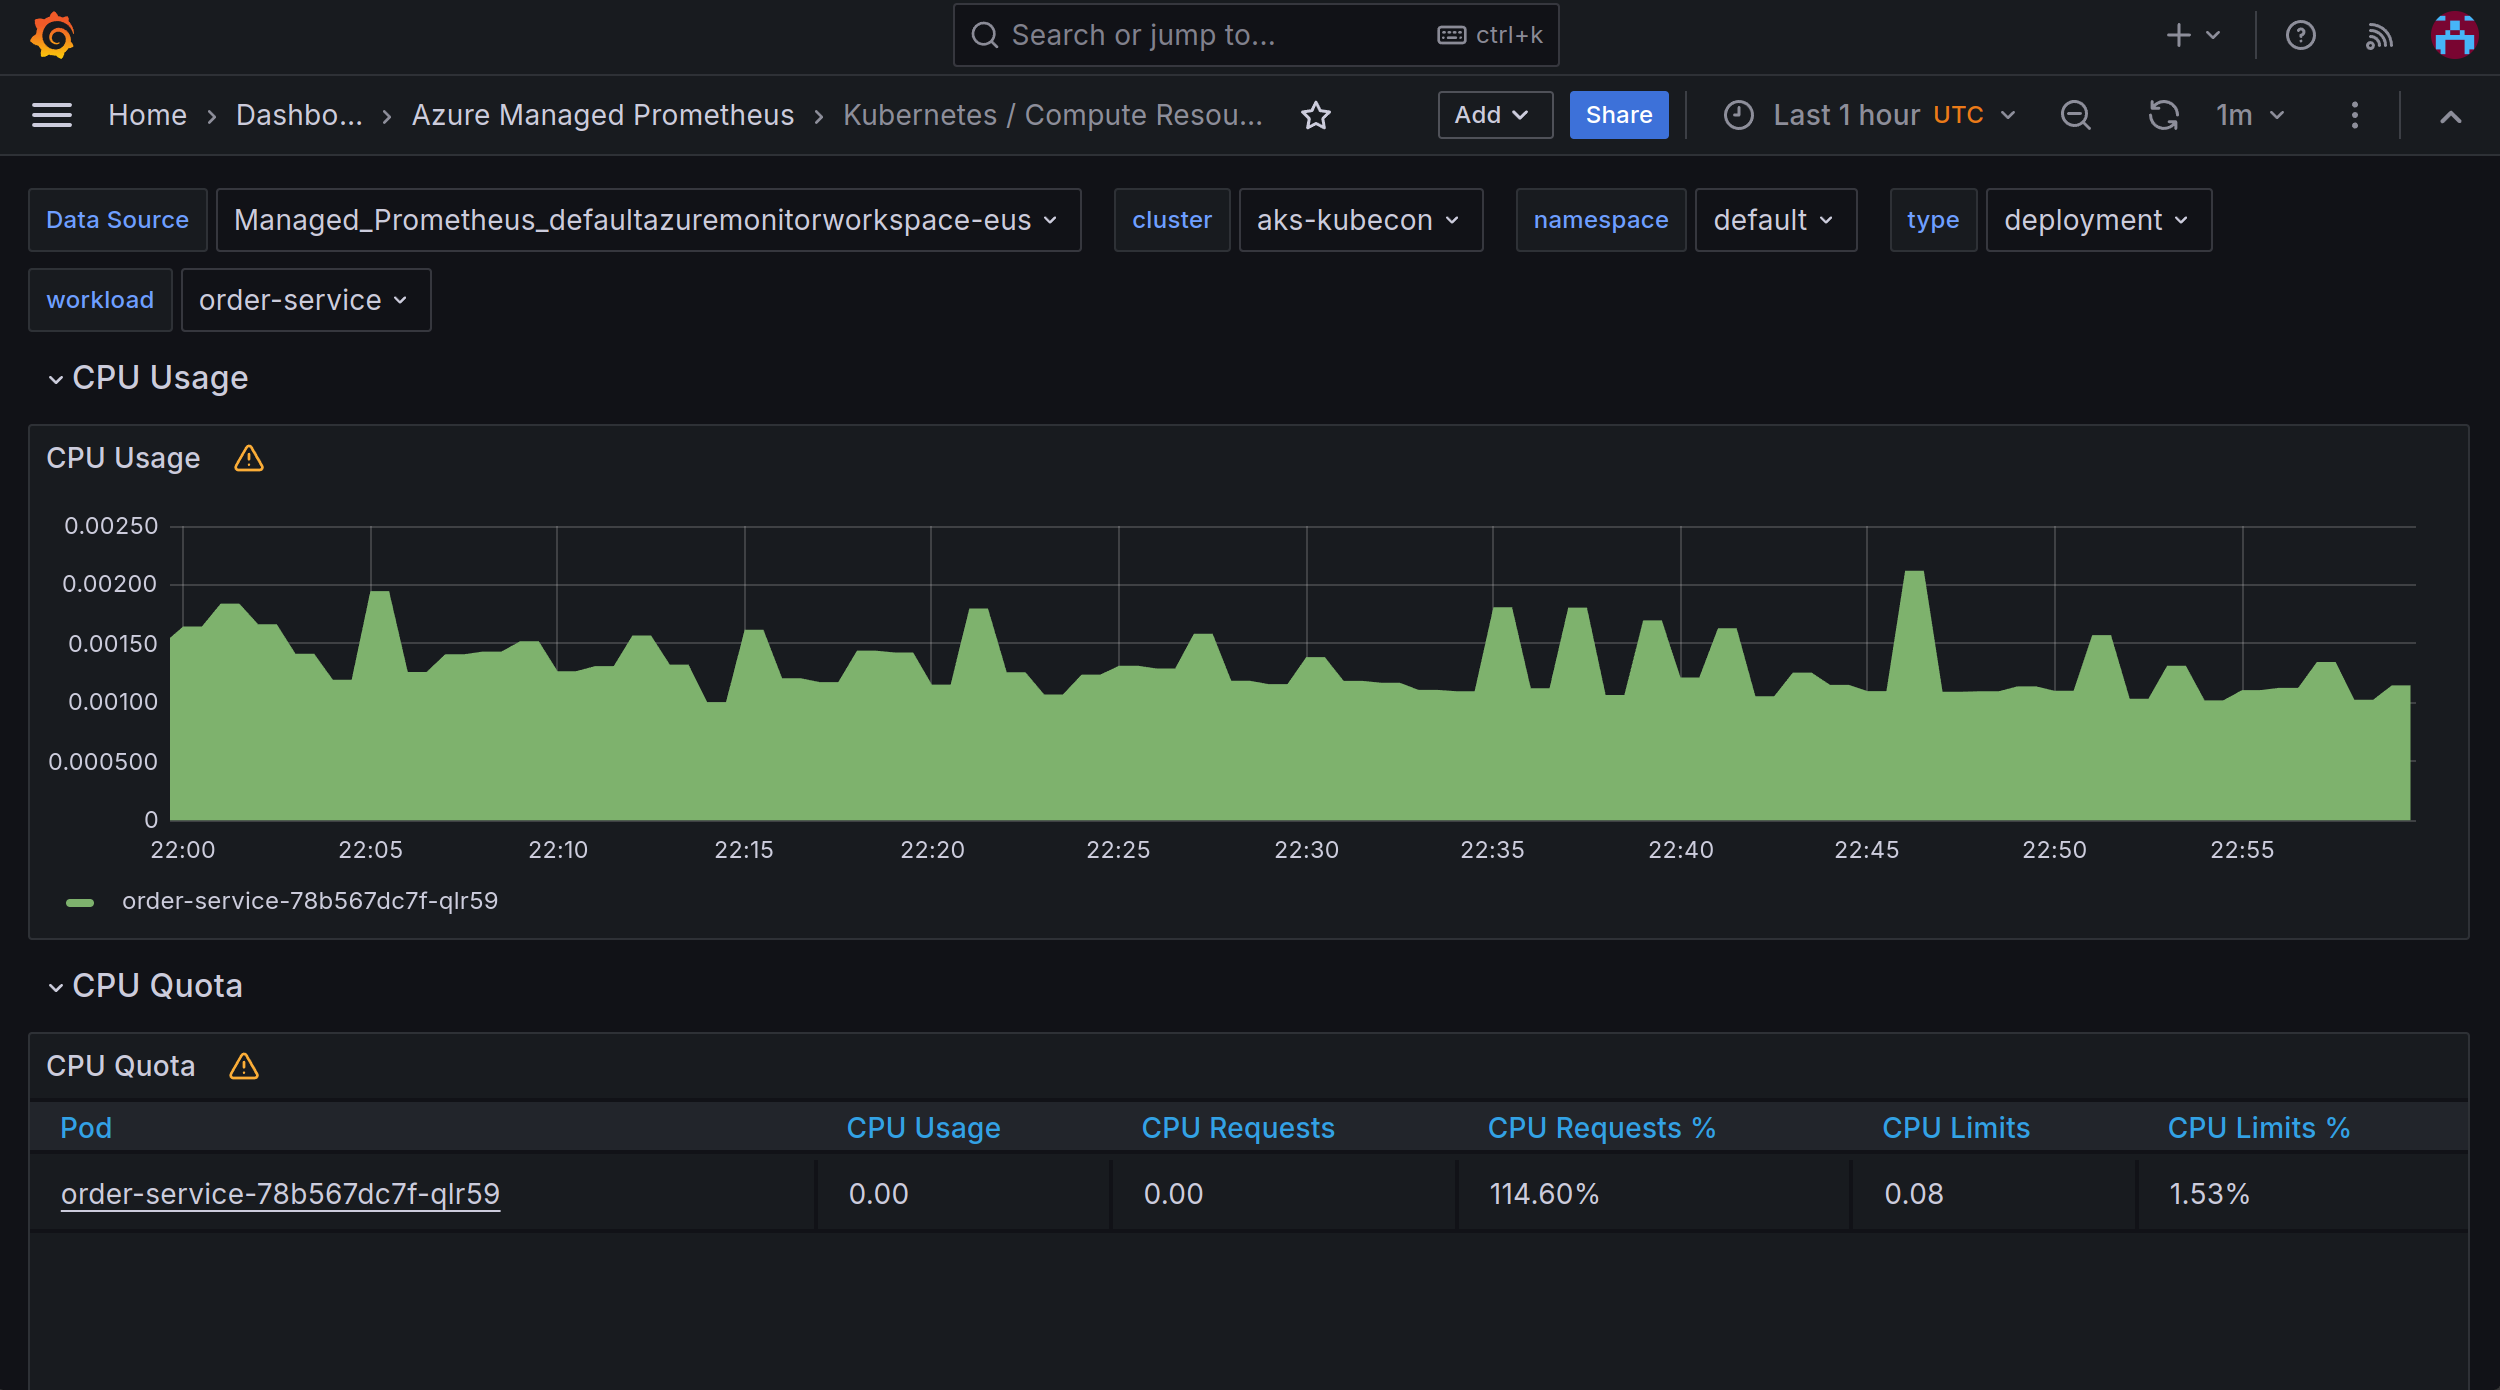 Search or jump to... ctrl+k
Home › Dashbo... › Azure Managed Prometheus › Kubernetes / Compute Resou... Add Share Last 1 hour UTC 1m
Data Source Managed_Prometheus_defaultazuremonitorworkspace-eus cluster aks-kubecon namespace default type deployment
workload order-service
CPU Usage
CPU Usage
0.00250
0.00200
0.00150
0.00100
0.000500
0
22:00 22:05 22:10 22:15 22:20 22:25 22:30 22:35 22:40 22:45 22:50 22:55
order-service-78b567dc7f-qlr59
CPU Quota
CPU Quota
Pod CPU Usage CPU Requests CPU Requests % CPU Limits CPU Limits %
order-service-78b567dc7f-qlr59 0.00 0.00 114.60% 0.08 1.53%